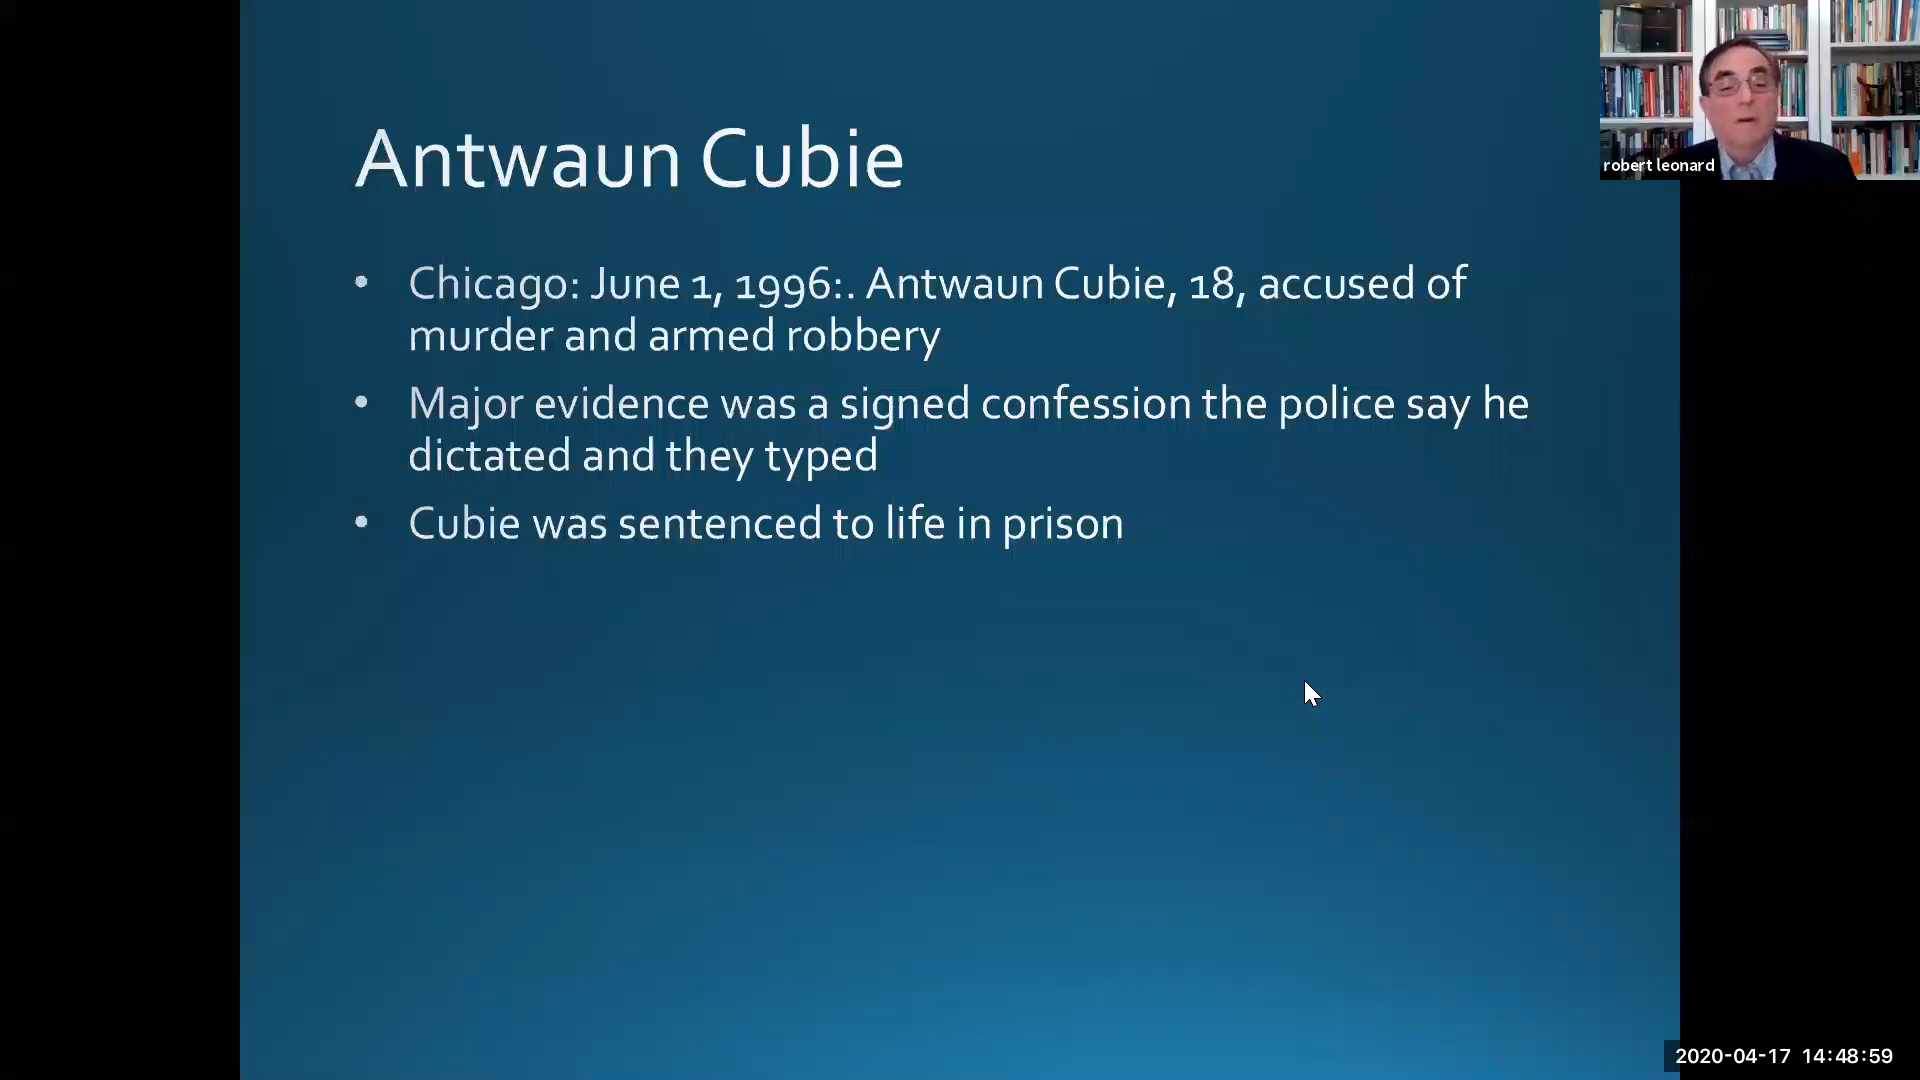 Antwaun Cubie
• Chicago: June 1, 1996:. Antwaun Cubie, 18, accused of
murder and armed robbery
• Major evidence was a signed confession the police say he
dictated and they typed
• Cubie was sentenced to life in prison
robert leonard
2020-04-17 14:48:59